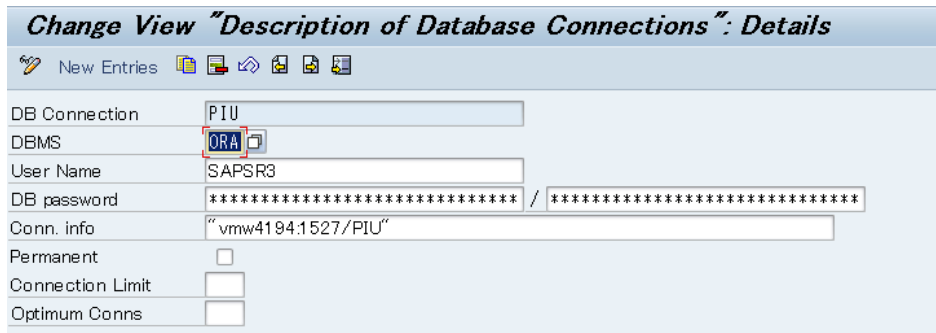 Change View "Description of Database Connections": Details
New Entries
DB Connection PIU
DBMS ORA
User Name SAPSR3
DB password ****************************** / ******************************
Conn. info "vmw4194:1527/PIU"
Permanent
Connection Limit
Optimum Conns